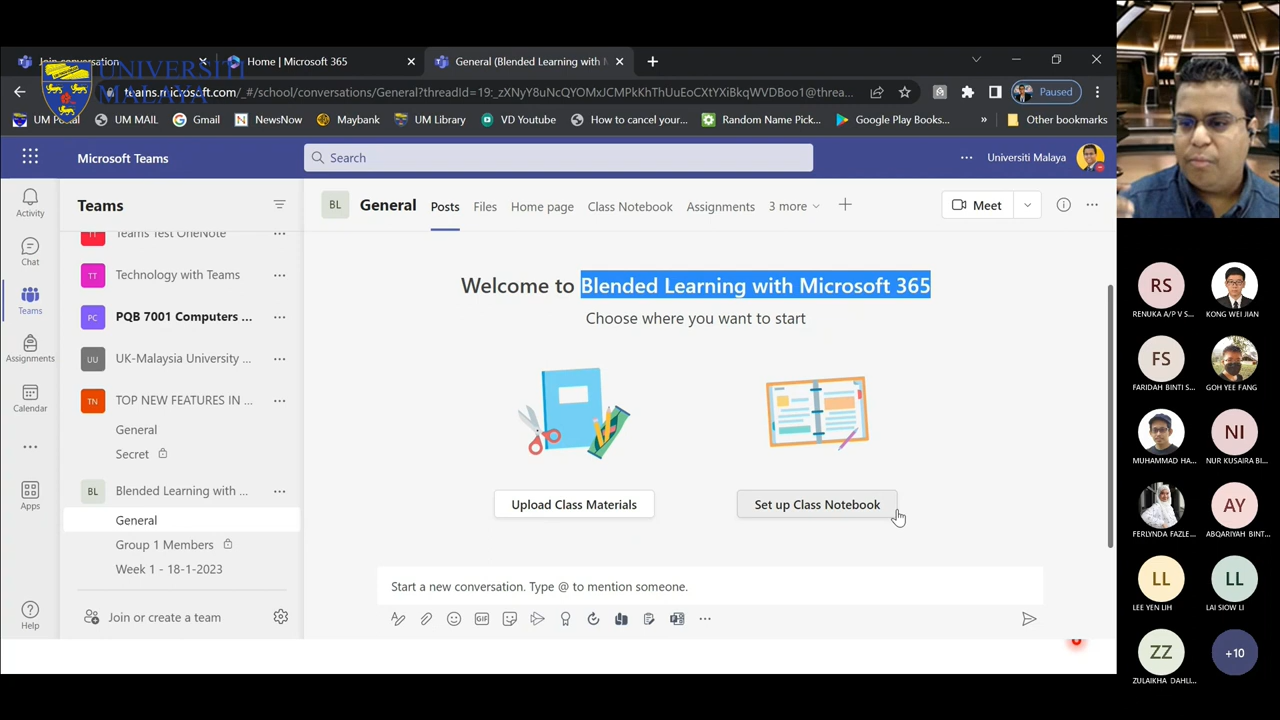 Join conversation
Home | Microsoft 365
General (Blended Learning with M
UNIVERSITI
MALAYA
teams.microsoft.com/_#/school/conversations/General?threadId=19:_zXNyY8uNcQYOMxJCMPkKhThUuEoCXtYXiBkqWVDBoo1@threa...
Paused
UM Portal
UM MAIL
Gmail
NewsNow
Maybank
UM Library
VD Youtube
How to cancel your...
Random Name Pick...
Google Play Books...
»
Other bookmarks
Microsoft Teams
Search
Universiti Malaya
Activity
Chat
Teams
Assignments
Calendar
Apps
Help
Teams
Teams Test OneNote
TT
Technology with Teams
PC
PQB 7001 Computers ...
UU
UK-Malaysia University ...
TN
TOP NEW FEATURES IN ...
General
Secret
BL
Blended Learning with ...
General
Group 1 Members
Week 1 - 18-1-2023
Join or create a team
BL
General
Posts
Files
Home page
Class Notebook
Assignments
3 more
Meet
Welcome to Blended Learning with Microsoft 365
Choose where you want to start
Upload Class Materials
Set up Class Notebook
Start a new conversation. Type @ to mention someone.
GIF
RS
RENUKA A/P V S...
KONG WEI JIAN
FS
FARIDAH BINTI S...
GOH YEE FANG
MUHAMMAD HA...
NI
NUR KUSAIRA BI...
FERLYNDA FAZLE...
AY
ABQARIYAH BINT...
LL
LEE YEN LIH
LL
LAI SIOW LI
ZZ
ZULAIKHA DAHLI...
+10